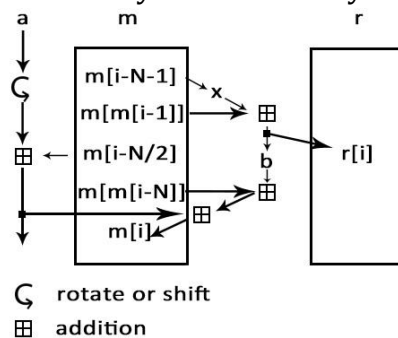 a m r
m[i-N-1]
x
m[m[i-1]]
m[i-N/2]
b
r[i]
m[m[i-N]]
m[i]
rotate or shift
addition